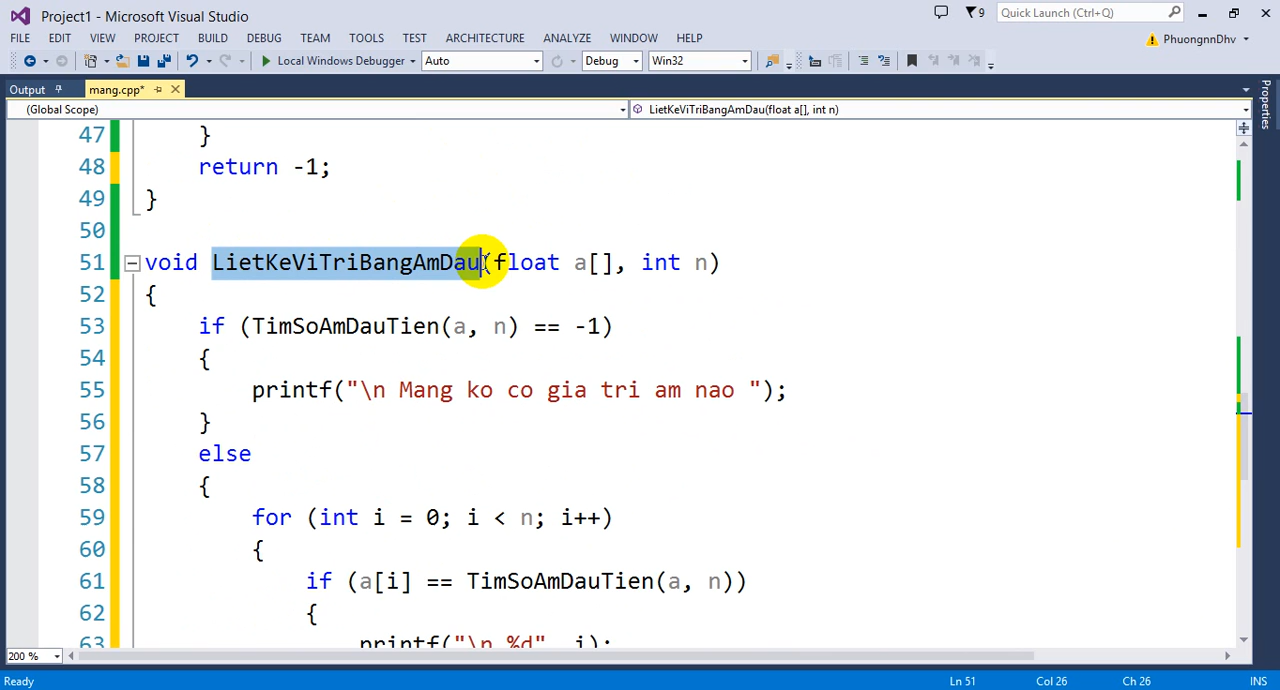 Project1 - Microsoft Visual Studio
9
Quick Launch (Ctrl+Q)
FILE EDIT VIEW PROJECT BUILD DEBUG TEAM TOOLS TEST ARCHITECTURE ANALYZE WINDOW HELP
PhuongnnDhv
Local Windows Debugger Auto Debug Win32
Output mang.cpp*
Properties
(Global Scope) LietKeViTriBangAmDau(float a[], int n)
47 }
48 return -1;
49 }
50
51 void LietKeViTriBangAmDau(float a[], int n)
52 {
53 if (TimSoAmDauTien(a, n) == -1)
54 {
55 printf("\n Mang ko co gia tri am nao ");
56 }
57 else
58 {
59 for (int i = 0; i < n; i++)
60 {
61 if (a[i] == TimSoAmDauTien(a, n))
62 {
63 printf("\n %d", i);
200 %
Ready Ln 51 Col 26 Ch 26 INS